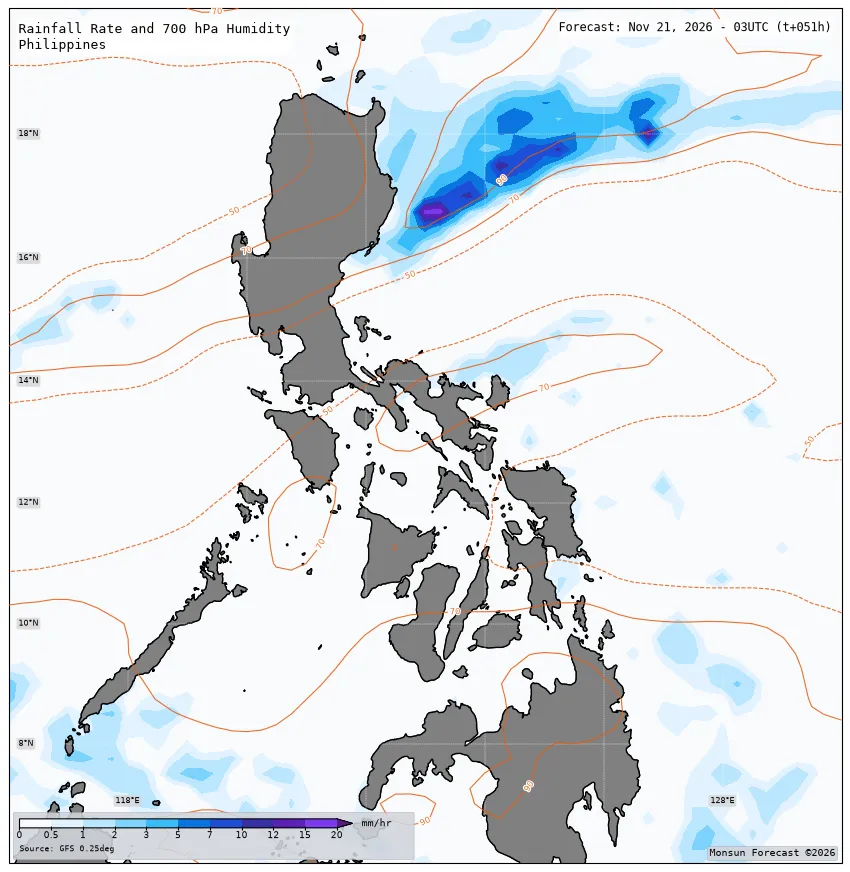 Rainfall Rate and 700 hPa Humidity
Philippines
Forecast: Nov 21, 2026 - 03UTC (t+051h)
70
18°N
90
70
50
70
16°N
50
14°N
70
50
50
12°N
70
10°N
70
8°N
90
118°E
128°E
90
0 0.5 1 2 3 5 7 10 12 15 20 mm/hr
Source: GFS 0.25deg
Monsun Forecast ©2026